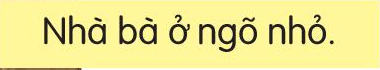 Nhà bà ở ngõ nhỏ.